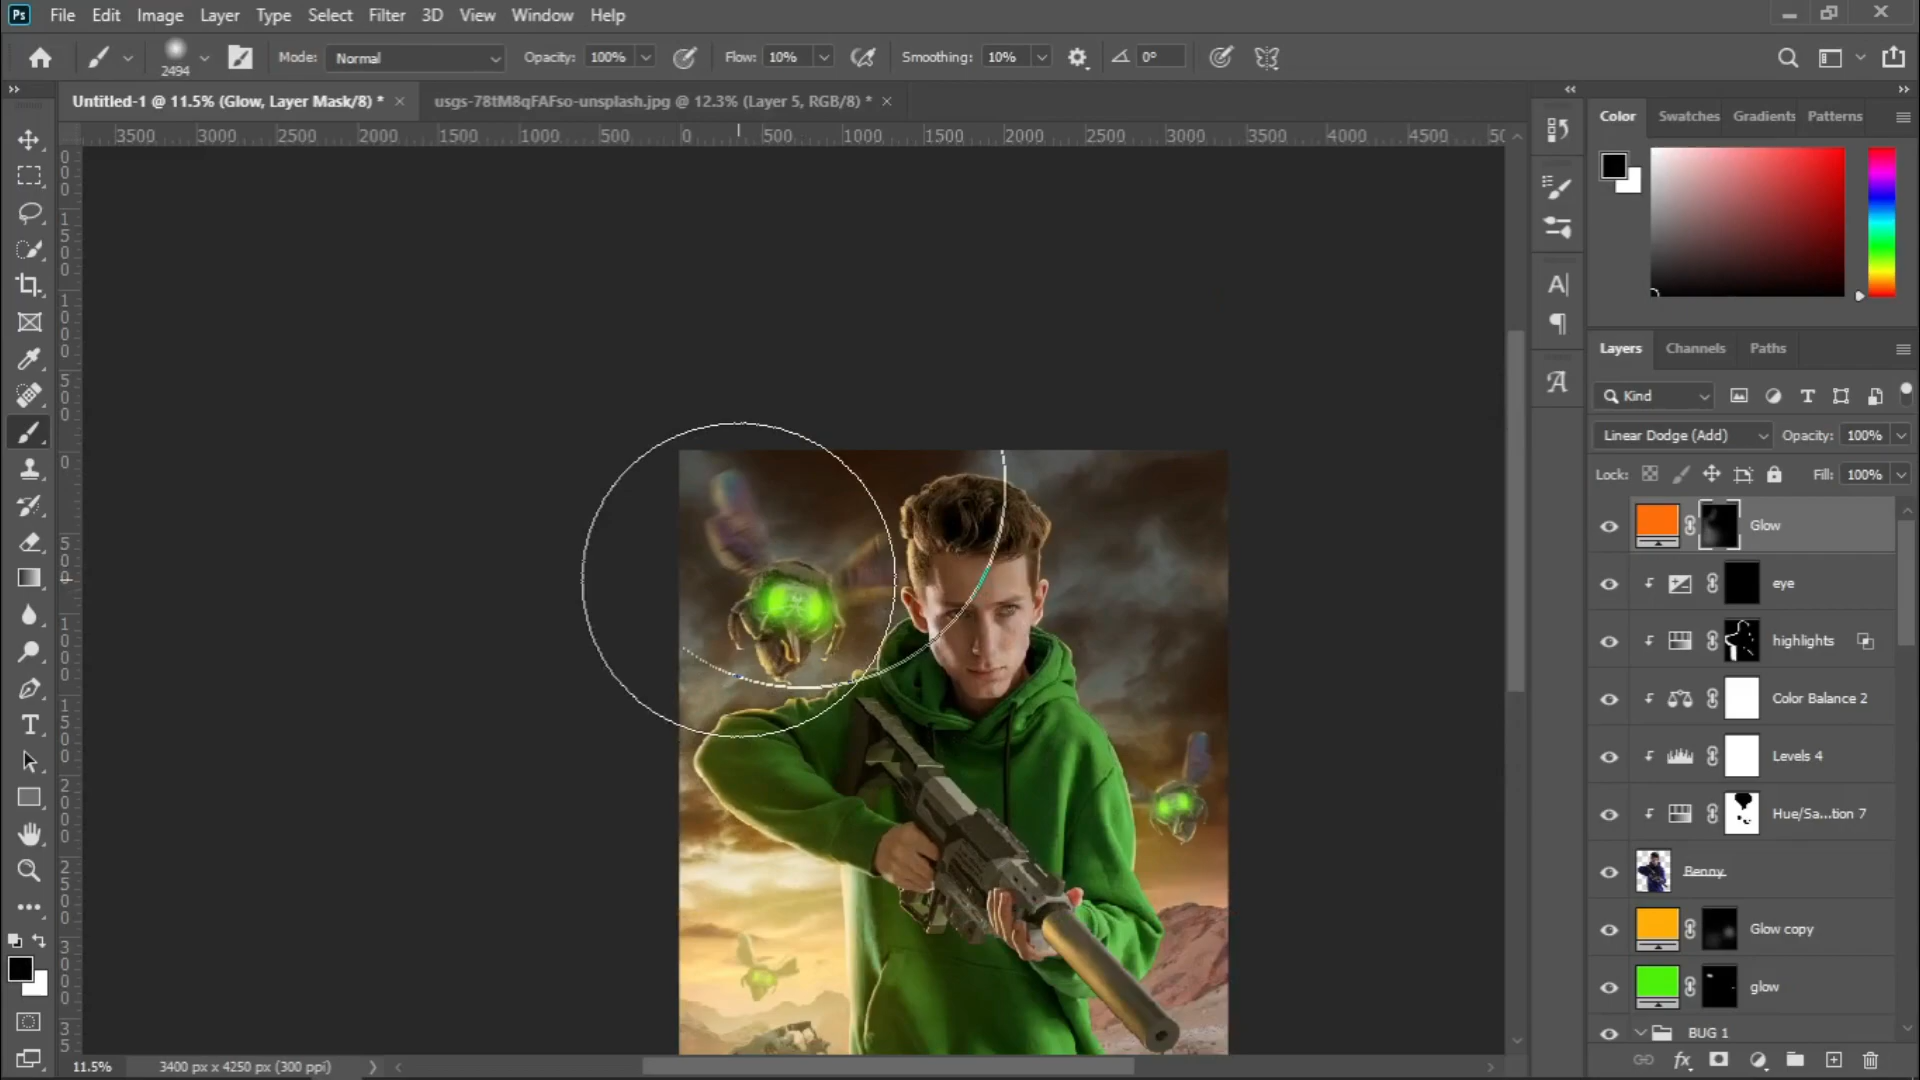 Ps File Edit Image Layer Type Select Filter 3D View Window Help
2494 Mode: Normal Opacity: 100% Flow: 10% Smoothing: 10% 0°
Untitled-1 @ 11.5% (Glow, Layer Mask/8) * × usgs-78tM8qFAFso-unsplash.jpg @ 12.3% (Layer 5, RGB/8) * ×
3500 3000 2500 2000 1500 1000 500 0 500 1000 1500 2000 2500 3000 3500 4000 4500
Color Swatches Gradients Patterns
Layers Channels Paths
Kind
Linear Dodge (Add) Opacity: 100%
Lock: Fill: 100%
Glow
eye
highlights
Color Balance 2
Levels 4
Hue/Sa...tion 7
Benny
Glow copy
glow
BUG 1
11.5% 3400 px x 4250 px (300 ppi)